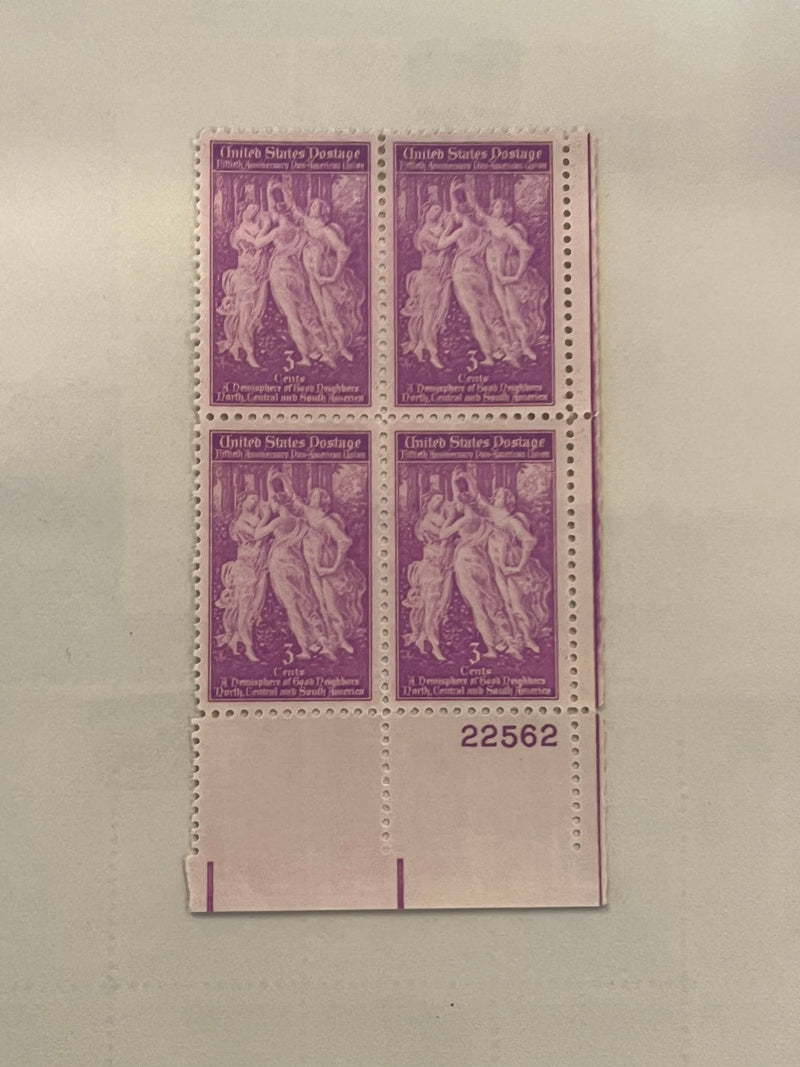 United States Postage
Fiftieth Anniversary Pan-American Union
3
Cents
A Hemisphere of Good Neighbors
North, Central and South America
United States Postage
Fiftieth Anniversary Pan-American Union
3
Cents
A Hemisphere of Good Neighbors
North, Central and South America
United States Postage
Fiftieth Anniversary Pan-American Union
3
Cents
A Hemisphere of Good Neighbors
North, Central and South America
United States Postage
Fiftieth Anniversary Pan-American Union
3
Cents
A Hemisphere of Good Neighbors
North, Central and South America
22562